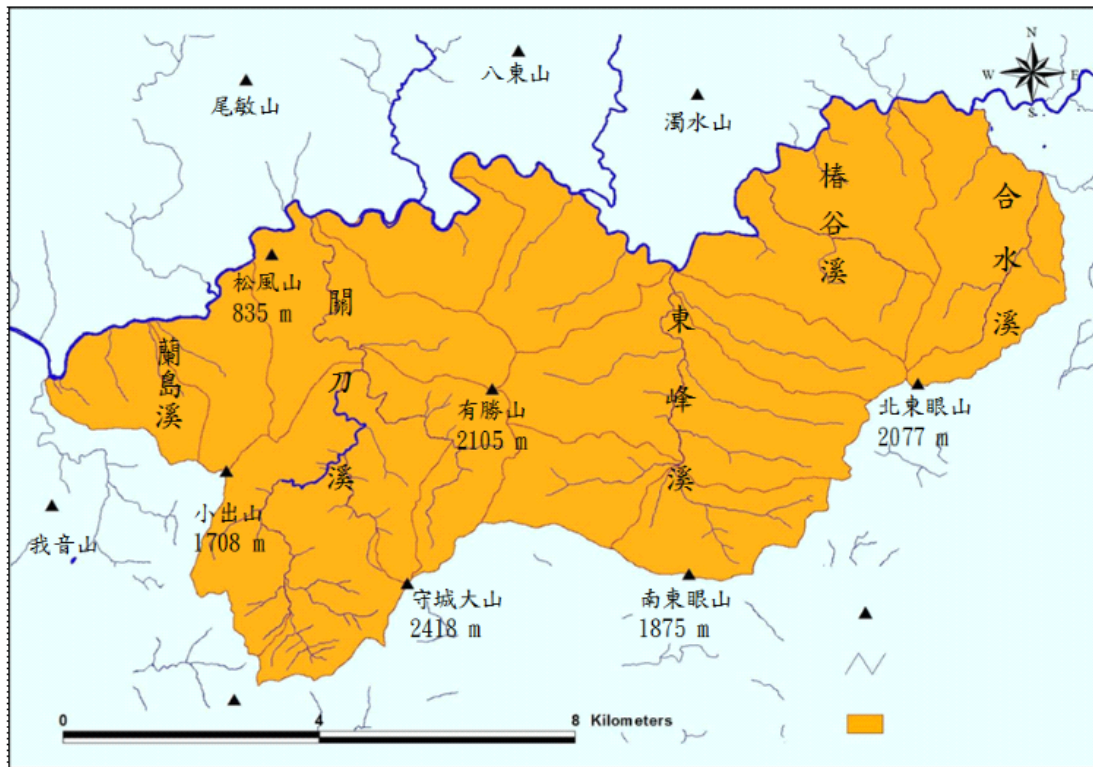 N
W E
S
八東山
尾敏山
濁水山
椿谷溪
合水溪
松風山
835 m
關刀溪
東峰溪
蘭島溪
有勝山
2105 m
北東眼山
2077 m
小出山
1708 m
我音山
守城大山
2418 m
南東眼山
1875 m
0 4 8 Kilometers